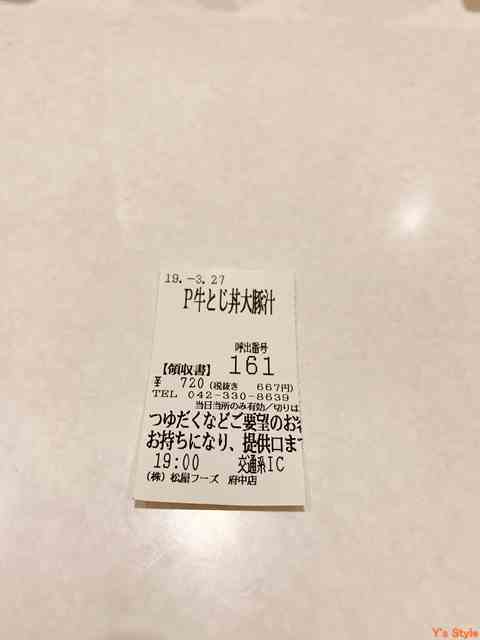 19.-3.27
P牛とじ丼大豚汁
呼出番号
【領収書】 161
¥ 720(税抜き 667円)
TEL 042-330-8639
当日当所のみ有効/切りは
つゆだくなどご要望のお客
お持ちになり、提供口まで
19:00 交通系IC
(株)松屋フーズ 府中店
Y's Style